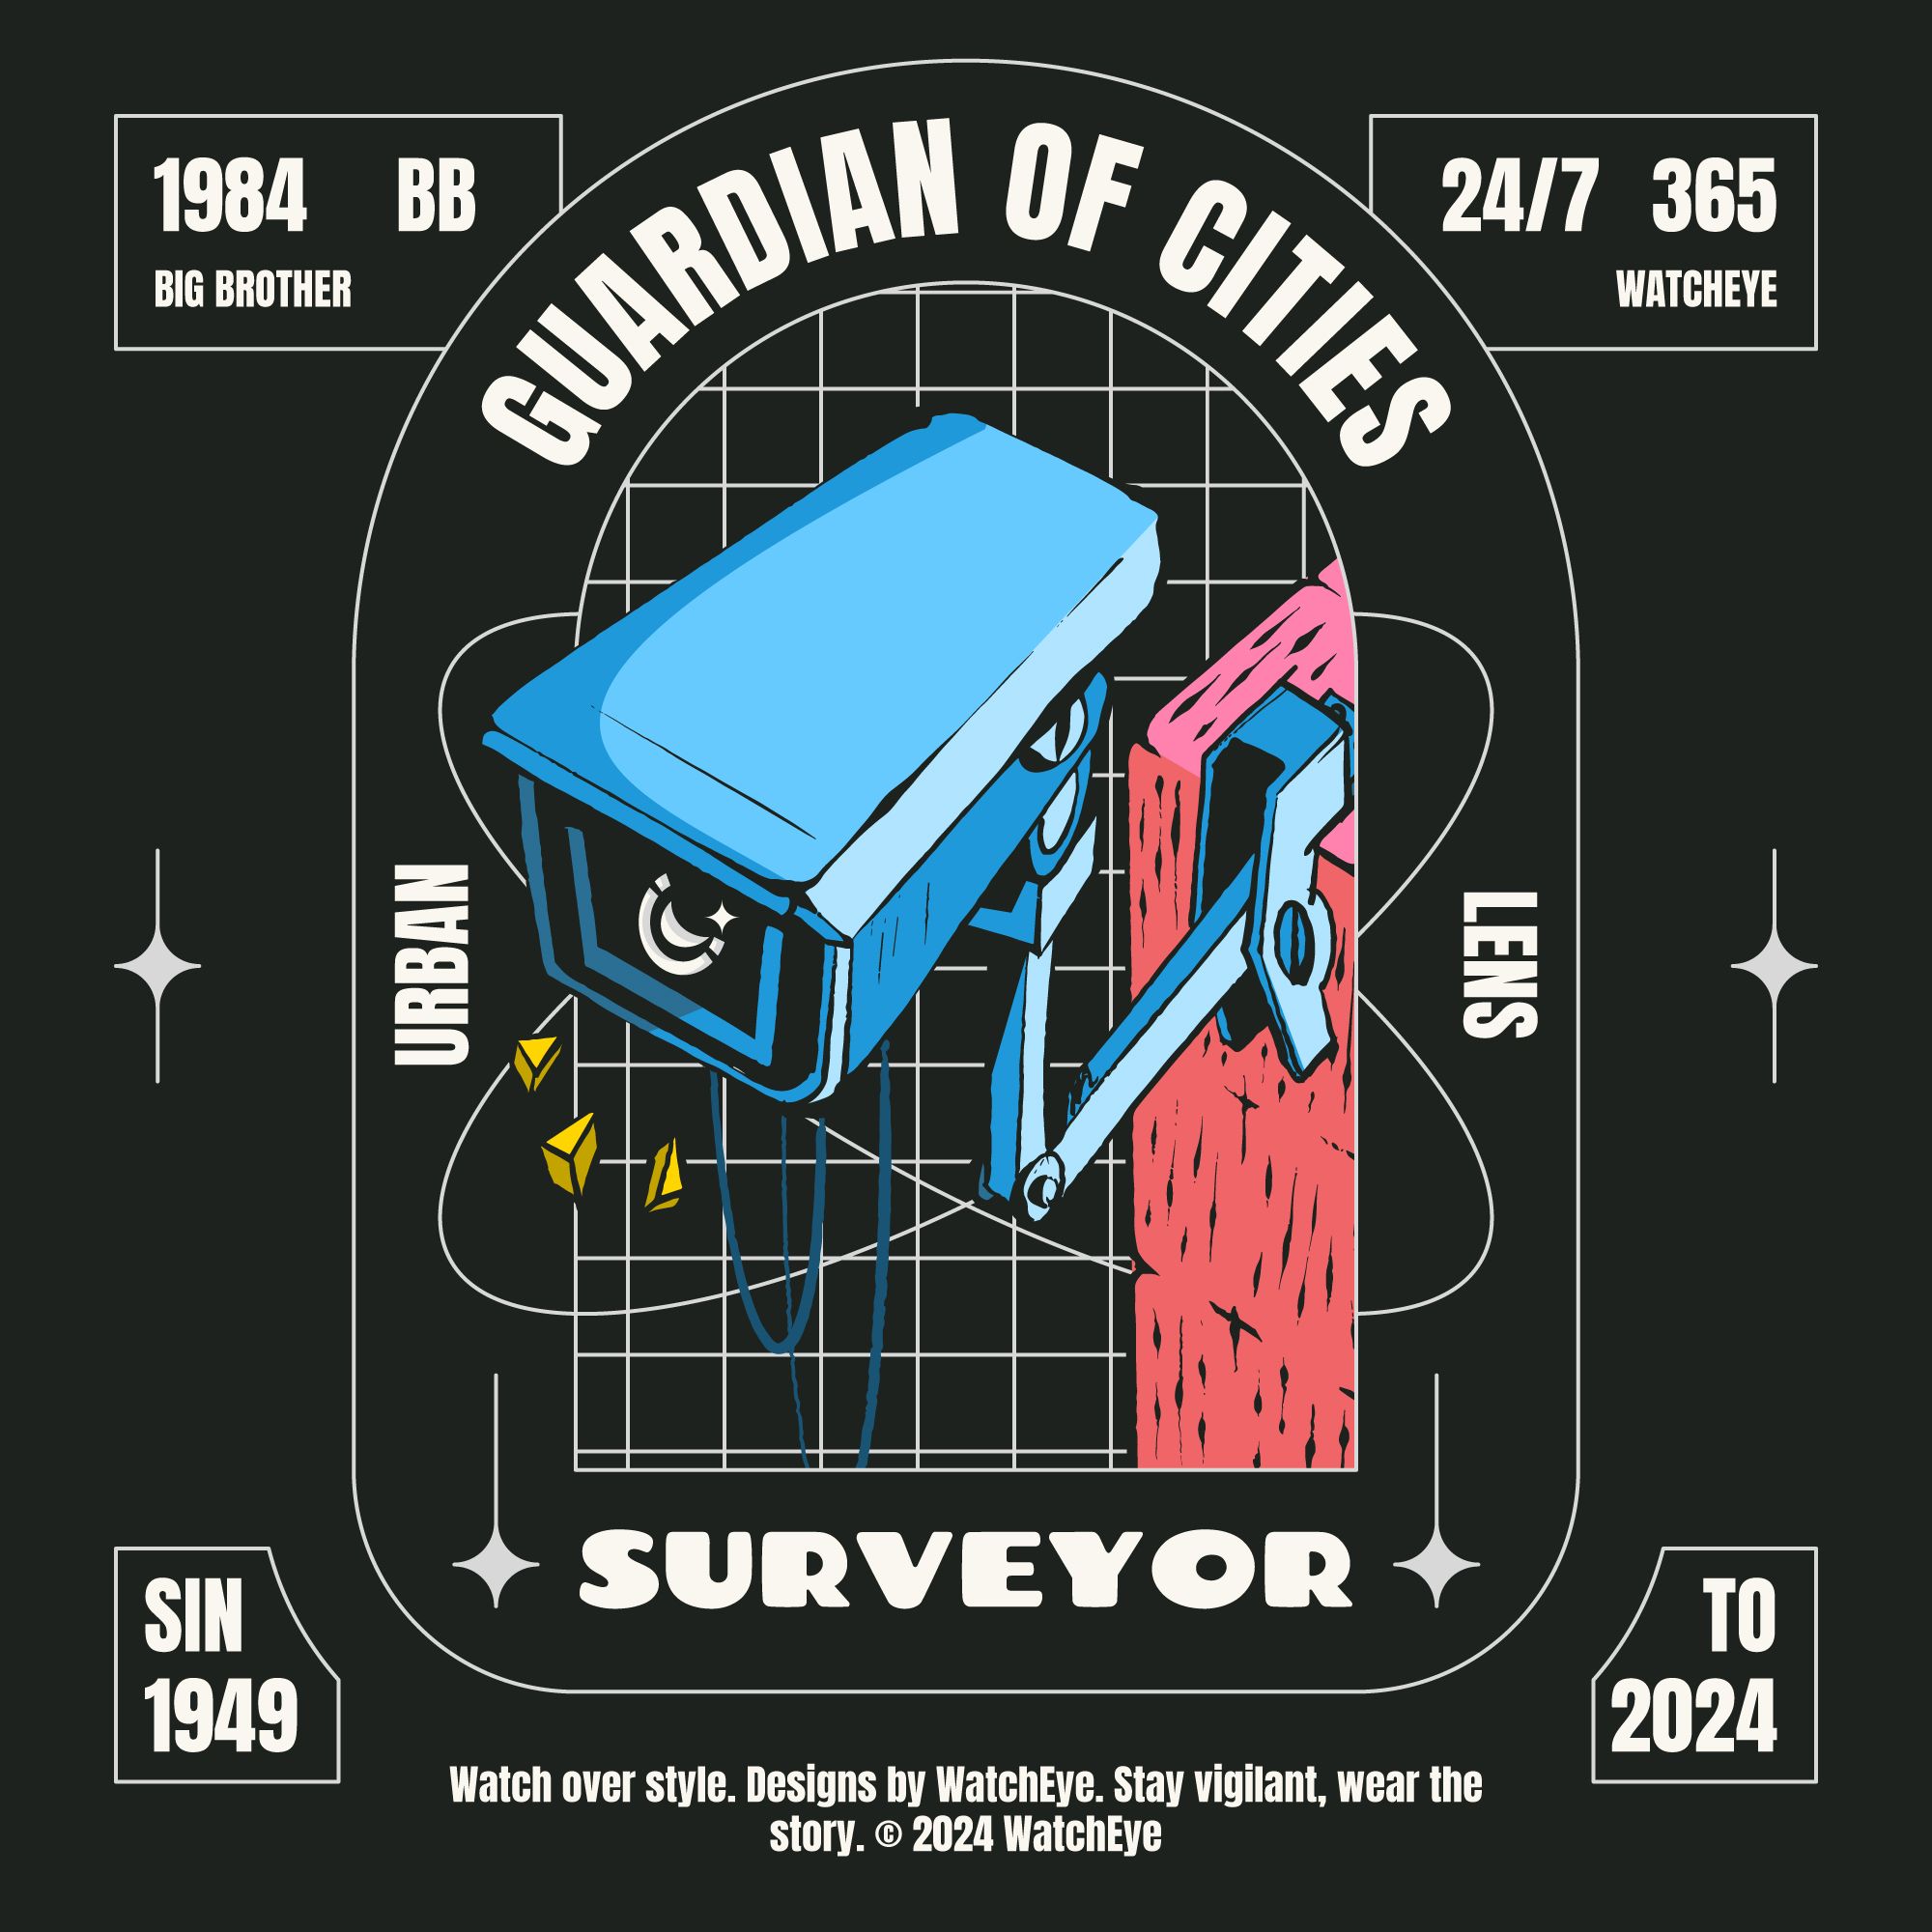 GUARDIAN OF CITIES
1984 BB
BIG BROTHER
24/7 365
WATCHEYE
URBAN
LENS
SURVEYOR
SIN
1949
TO
2024
Watch over style. Designs by WatchEye. Stay vigilant, wear the
story. © 2024 WatchEye